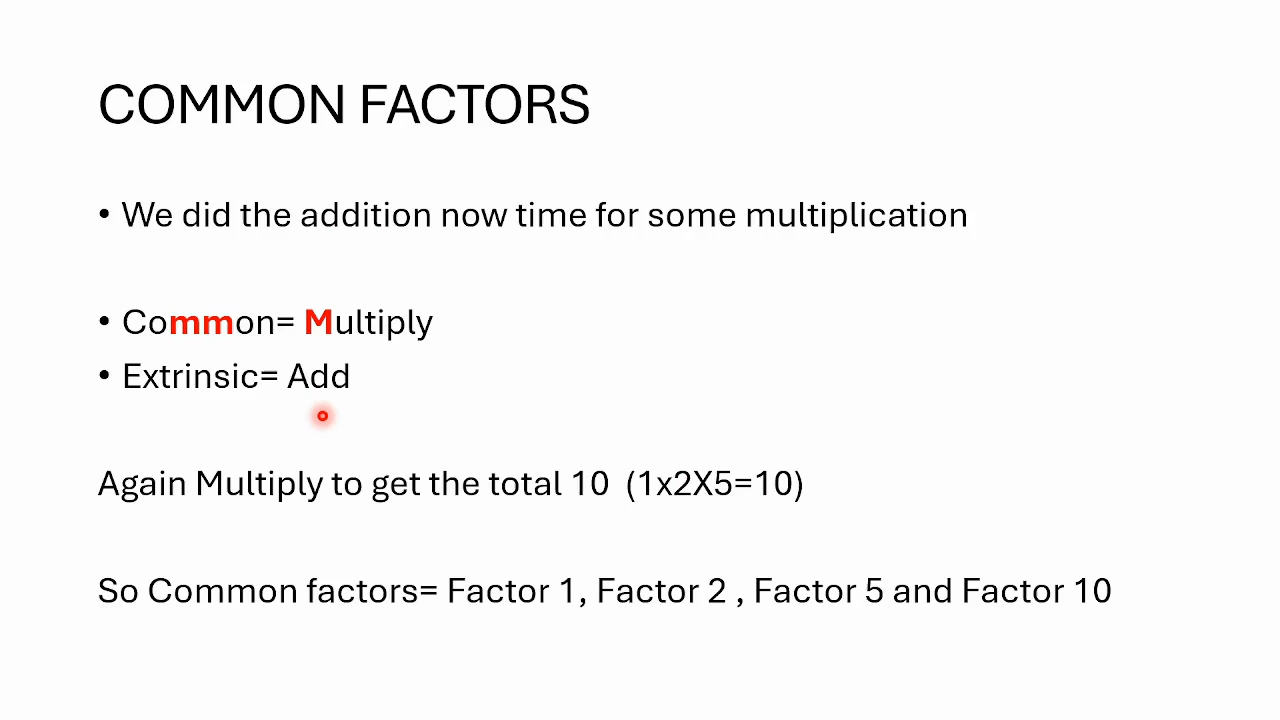 COMMON FACTORS
• We did the addition now time for some multiplication
• Common= Multiply
• Extrinsic= Add
Again Multiply to get the total 10  (1x2X5=10)
So Common factors= Factor 1, Factor 2 , Factor 5 and Factor 10